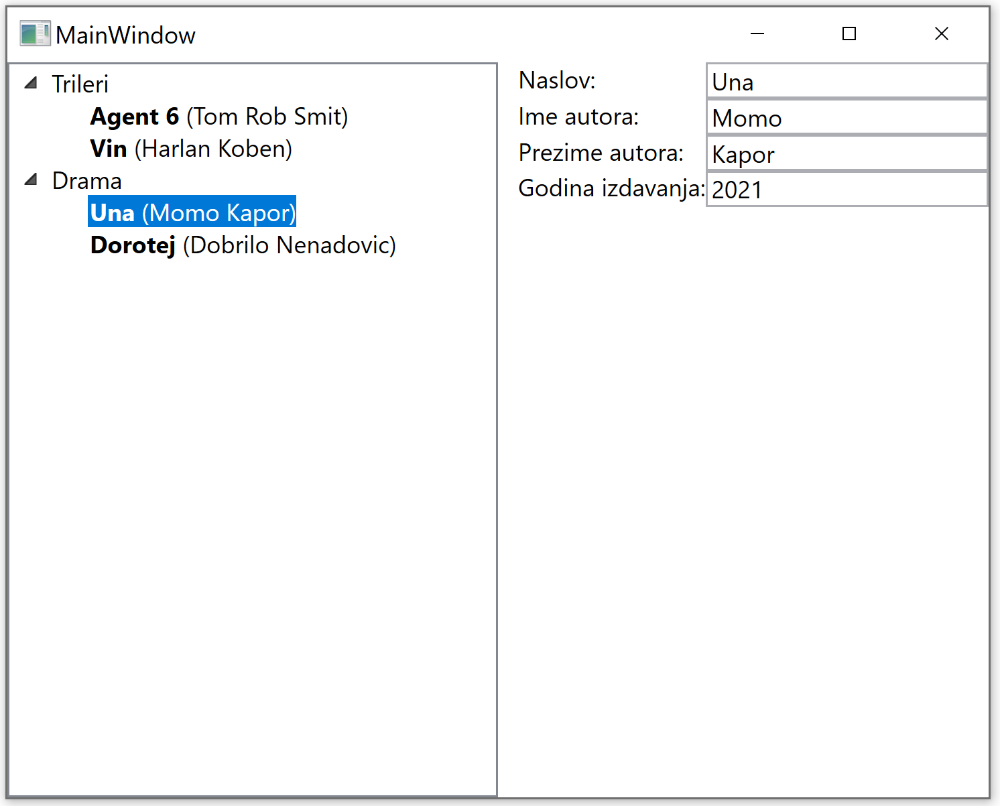 MainWindow
Trileri
Agent 6 (Tom Rob Smit)
Vin (Harlan Koben)
Drama
Una (Momo Kapor)
Dorotej (Dobrilo Nenadovic)
Naslov: Una
Ime autora: Momo
Prezime autora: Kapor
Godina izdavanja: 2021